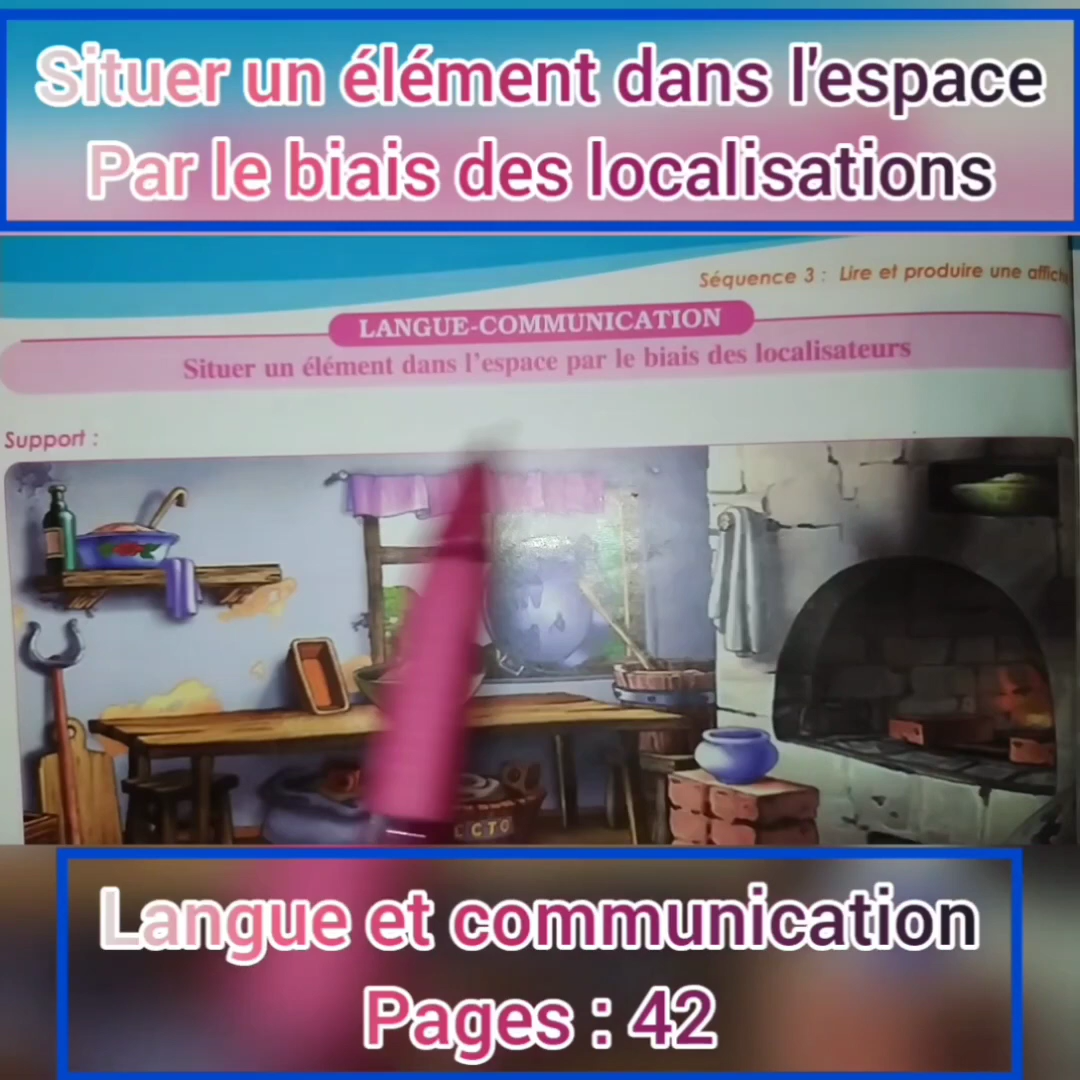 Situer un élément dans l'espace
Par le biais des localisations
Séquence 3 : Lire et produire une
LANGUE-COMMUNICATION
Situer un élément dans l'espace par le biais des localisateurs
Support :
Langue et communication
Pages : 42